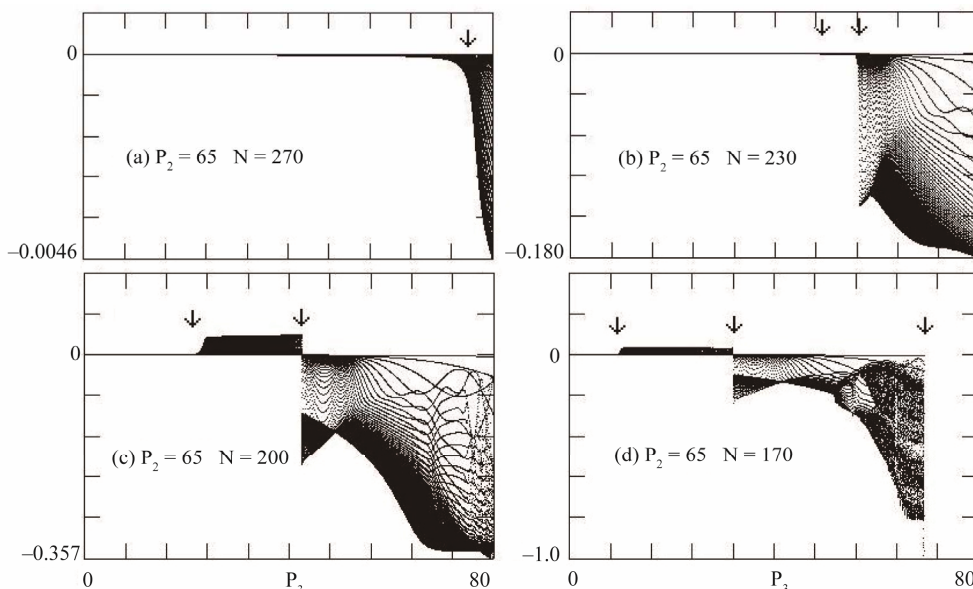 0
(a) P2 = 65 N = 270
–0.0046
0
(b) P2 = 65 N = 230
–0.180
0
(c) P2 = 65 N = 200
–0.357
0 P2 80
0
(d) P2 = 65 N = 170
–1.0
0 P3 80